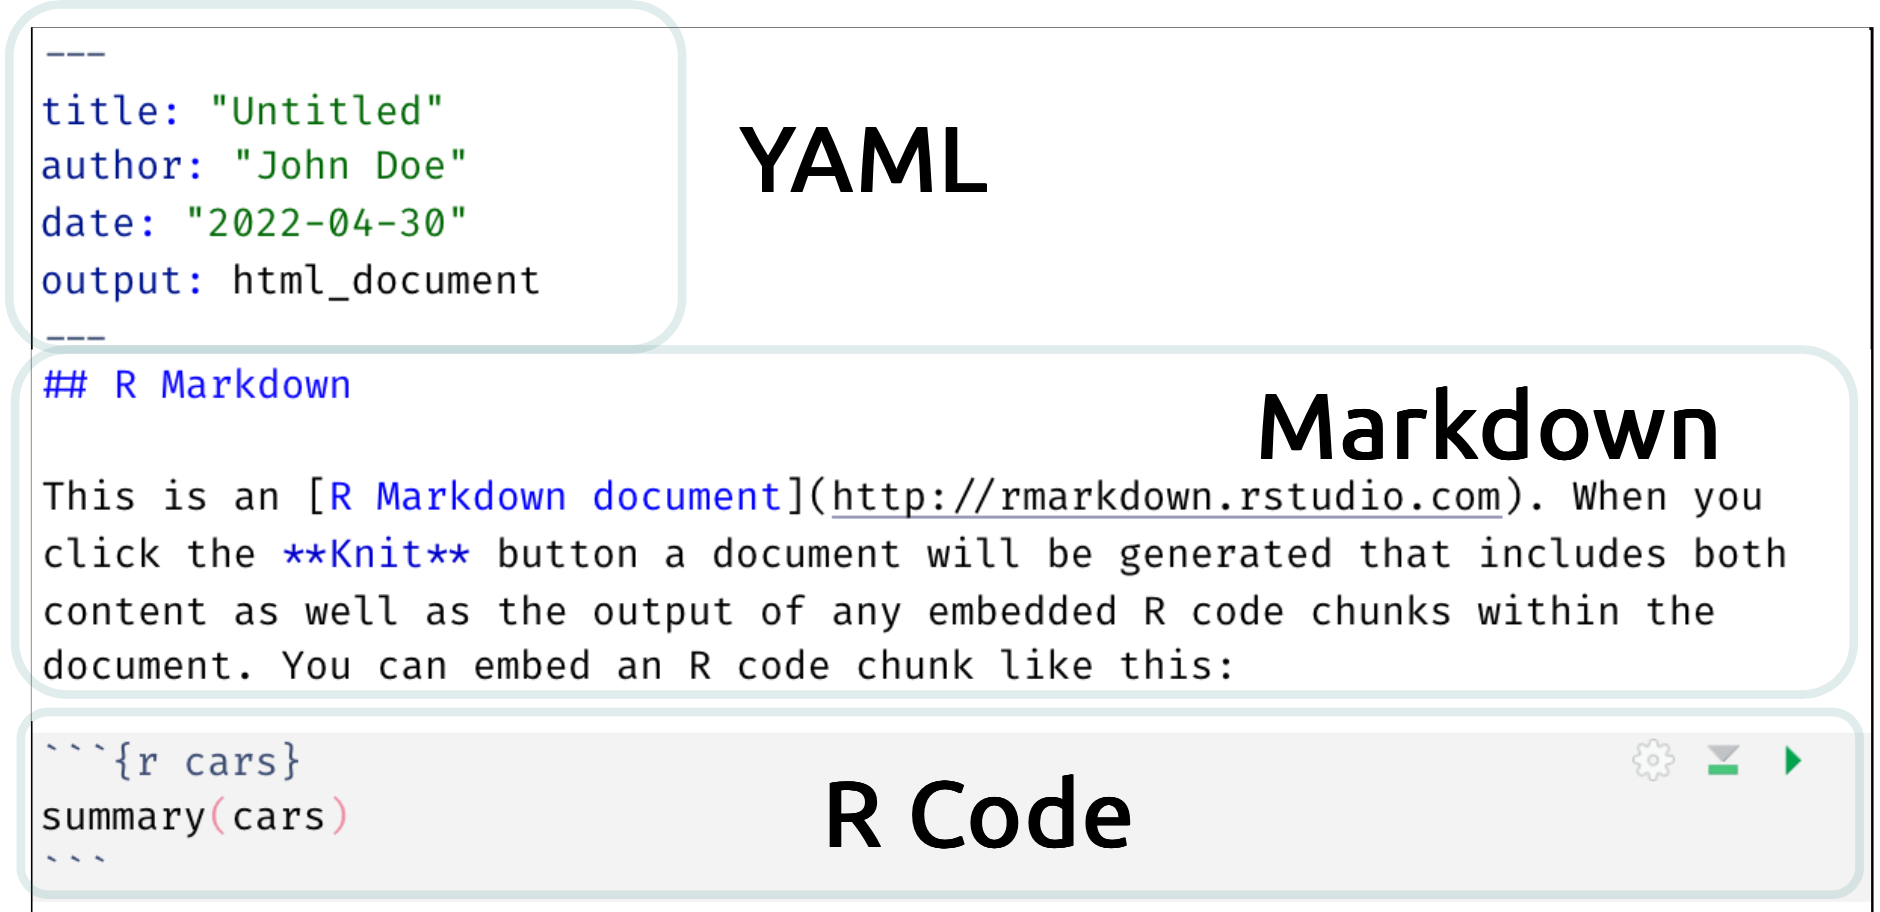 ---
title: "Untitled"
author: "John Doe"
date: "2022-04-30"
output: html_document
---
YAML
## R Markdown
Markdown
This is an [R Markdown document](http://rmarkdown.rstudio.com). When you
click the **Knit** button a document will be generated that includes both
content as well as the output of any embedded R code chunks within the
document. You can embed an R code chunk like this:
```{r cars}
summary(cars)
```
R Code